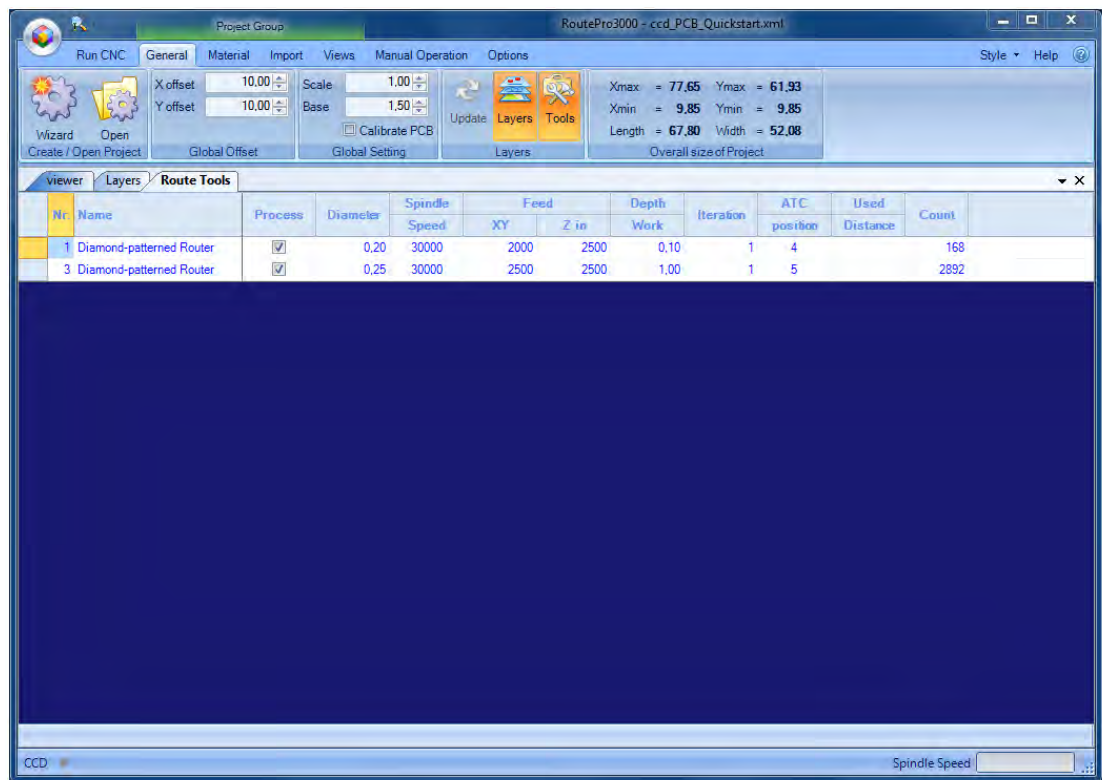 Project Group RoutePro3000 - ccd_PCB_Quickstart.xml
Run CNC General Material Import Views Manual Operation Options Style Help
X offset 10,00 Scale 1,00 Xmax = 77,65 Ymax = 61,93
Y offset 10,00 Base 1,50 Update Layers Tools Xmin = 9,85 Ymin = 9,85
Wizard Open Calibrate PCB Length = 67,80 Width = 52,08
Create / Open Project Global Offset Global Setting Layers Overall size of Project
viewer Layers Route Tools
Nr. Name Process Diameter Spindle Speed Feed XY Z in Depth Work Iteration ATC position Used Distance Count
1 Diamond-patterned Router 0,20 30000 2000 2500 0,10 1 4 168
3 Diamond-patterned Router 0,25 30000 2500 2500 1,00 1 5 2892
CCD Spindle Speed